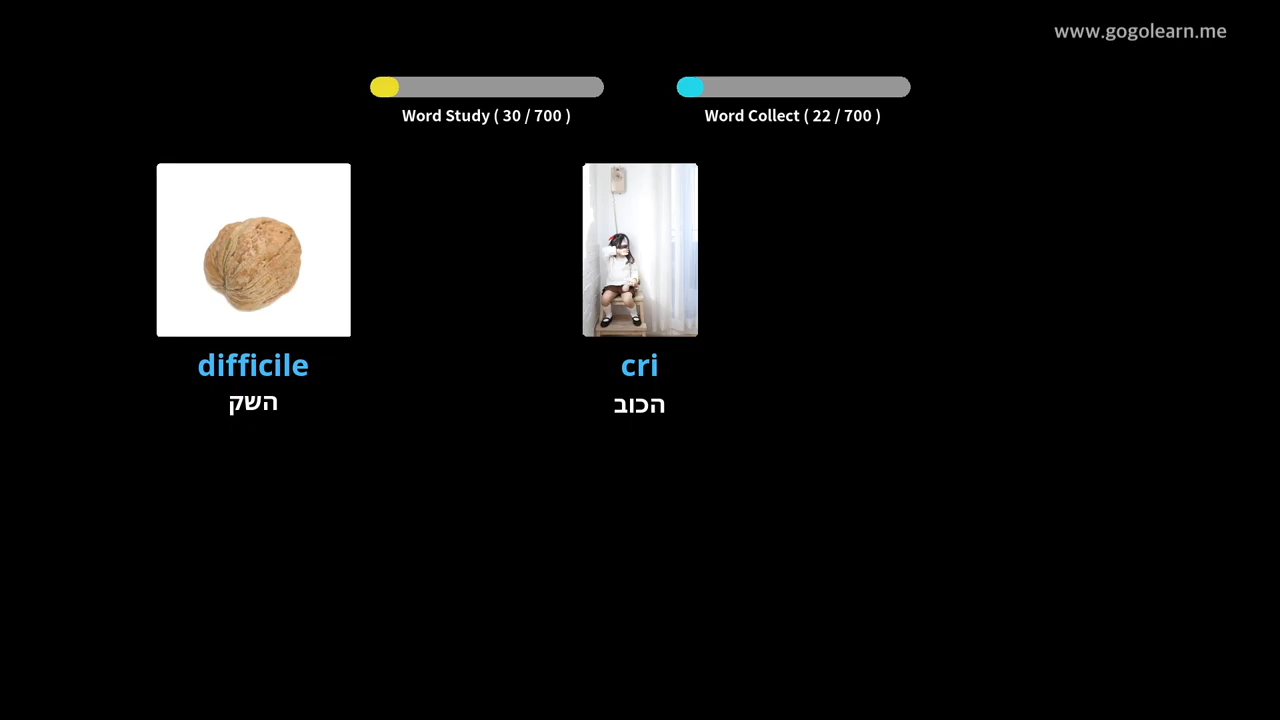 www.gogolearn.me
Word Study ( 30 / 700 )
Word Collect ( 22 / 700 )
difficile
השק
cri
הכוב